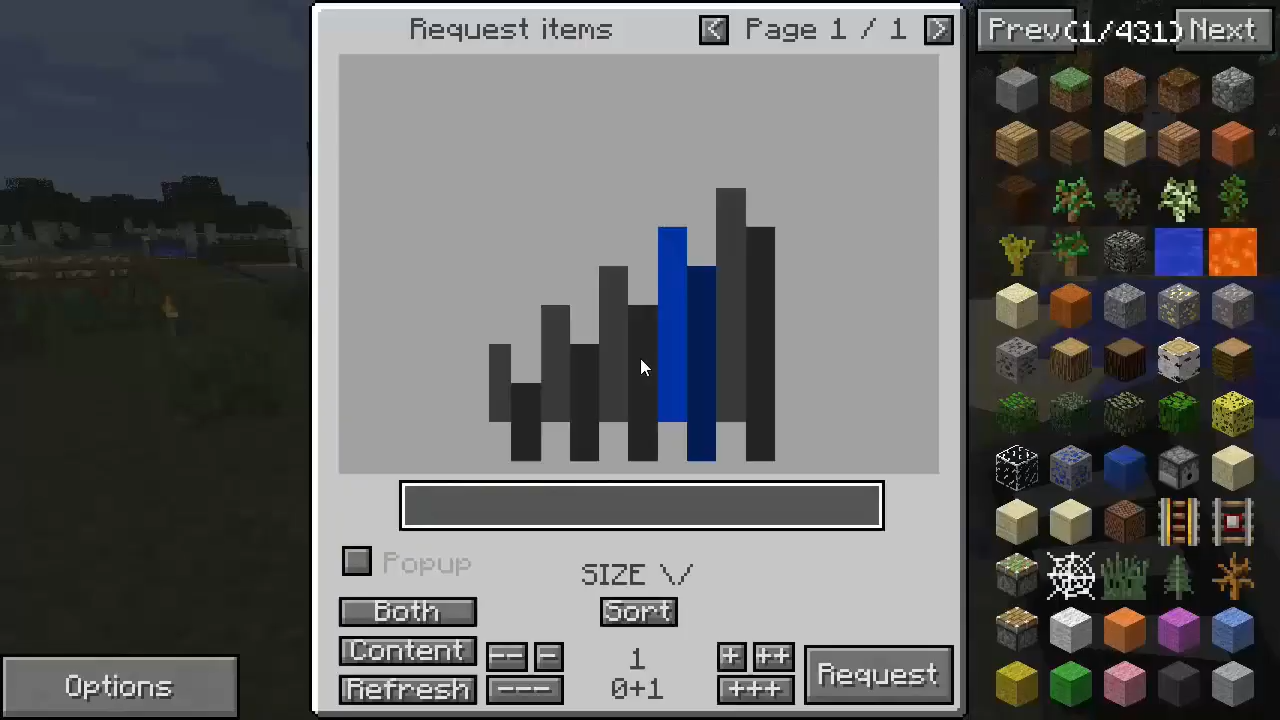 Request items
< Page 1 / 1 >
Prev (1/431) Next
Popup
SIZE \/
Both
Sort
Content
-- -
1
+ ++
Refresh
---
0+1
+++
Request
Options